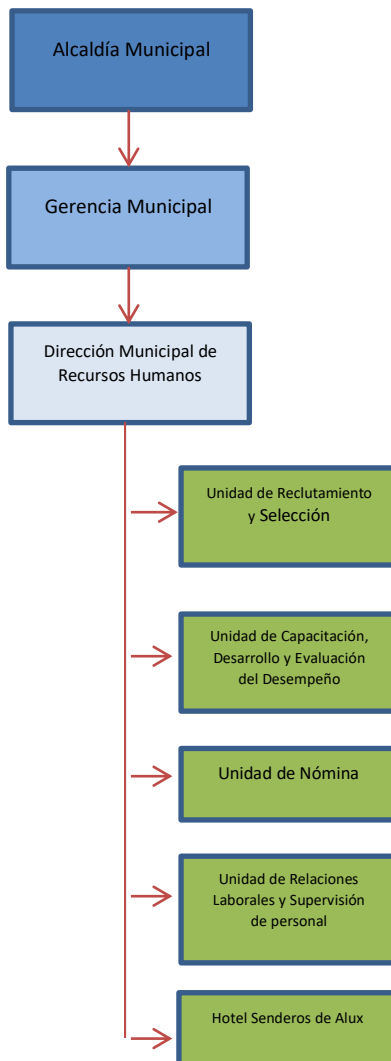 Alcaldía Municipal
Gerencia Municipal
Dirección Municipal de
Recursos Humanos
Unidad de Reclutamiento
y Selección
Unidad de Capacitación,
Desarrollo y Evaluación
del Desempeño
Unidad de Nómina
Unidad de Relaciones
Laborales y Supervisión
de personal
Hotel Senderos de Alux